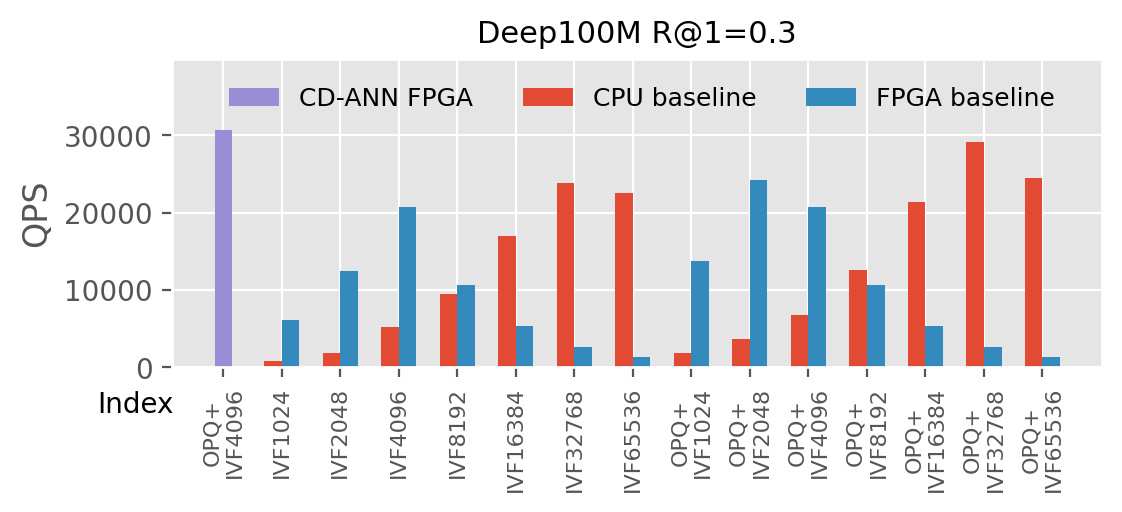 Deep100M R@1=0.3
CD-ANN FPGA
CPU baseline
FPGA baseline
QPS
30000
20000
10000
0
Index
OPQ+
IVF4096
IVF1024
IVF2048
IVF4096
IVF8192
IVF16384
IVF32768
IVF65536
OPQ+
IVF1024
OPQ+
IVF2048
OPQ+
IVF4096
OPQ+
IVF8192
OPQ+
IVF16384
OPQ+
IVF32768
OPQ+
IVF65536